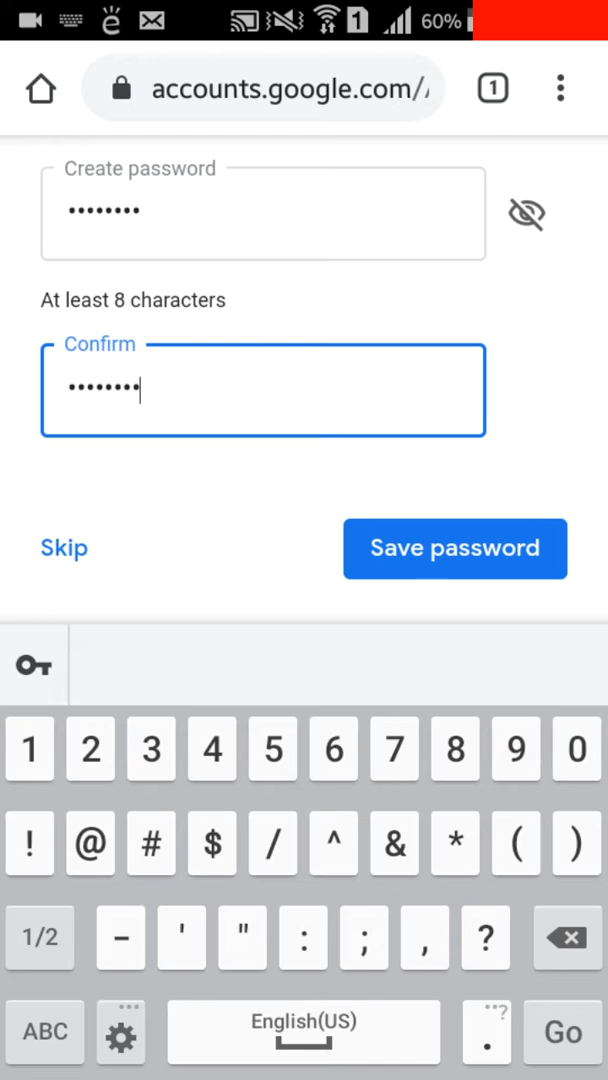 1 60%
accounts.google.com/
1
Create password
••••••••
At least 8 characters
Confirm
••••••••
Skip
Save password
1 2 3 4 5 6 7 8 9 0
! @ # $ / ^ & * ( )
1/2 - ' " : ; , ?
ABC English(US) . ...? Go